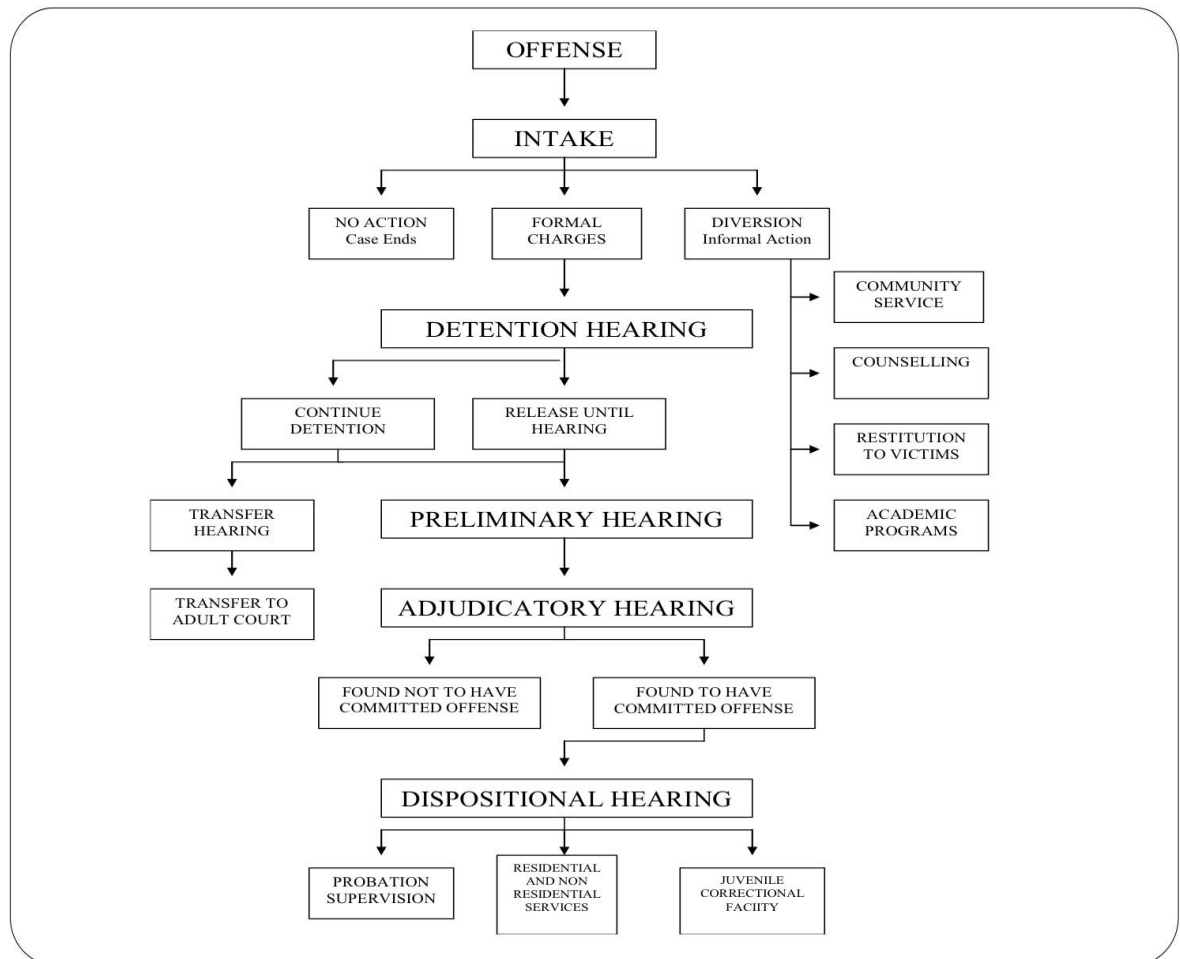 OFFENSE
INTAKE
NO ACTION
Case Ends
FORMAL
CHARGES
DIVERSION
Informal Action
COMMUNITY
SERVICE
DETENTION HEARING
COUNSELLING
CONTINUE
DETENTION
RELEASE UNTIL
HEARING
RESTITUTION
TO VICTIMS
TRANSFER
HEARING
PRELIMINARY HEARING
ACADEMIC
PROGRAMS
TRANSFER TO
ADULT COURT
ADJUDICATORY HEARING
FOUND NOT TO HAVE
COMMITTED OFFENSE
FOUND TO HAVE
COMMITTED OFFENSE
DISPOSITIONAL HEARING
PROBATION
SUPERVISION
RESIDENTIAL
AND NON
RESIDENTIAL
SERVICES
JUVENILE
CORRECTIONAL
FACIITY